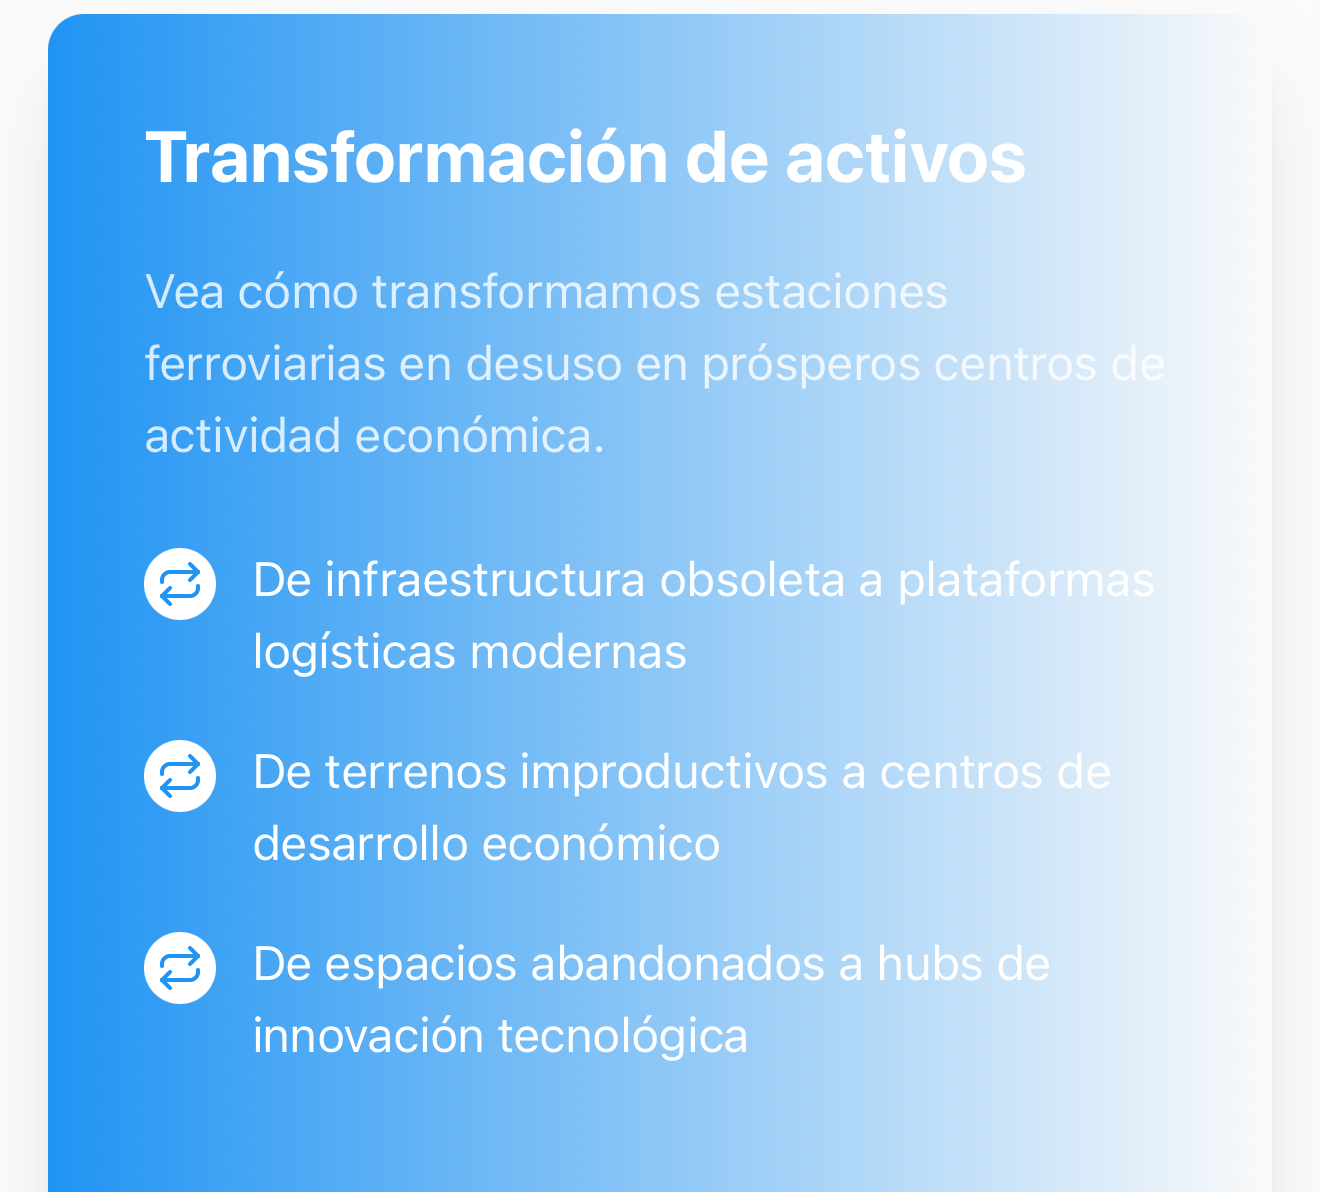 Transformación de activos
Vea cómo transformamos estaciones
ferroviarias en desuso en prósperos centros de
actividad económica.
De infraestructura obsoleta a plataformas
logísticas modernas
De terrenos improductivos a centros de
desarrollo económico
De espacios abandonados a hubs de
innovación tecnológica